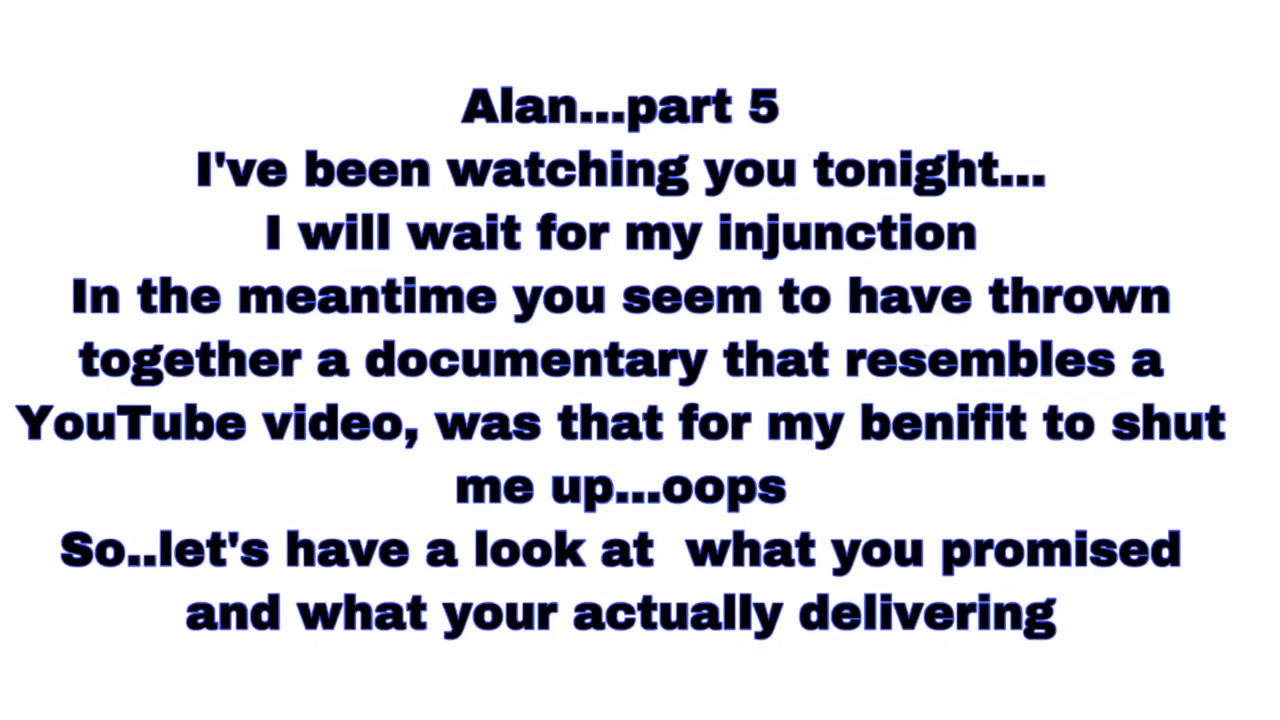 Alan...part 5
I've been watching you tonight...
I will wait for my injunction
In the meantime you seem to have thrown
together a documentary that resembles a
YouTube video, was that for my benifit to shut
me up...oops
So..let's have a look at  what you promised
and what your actually delivering